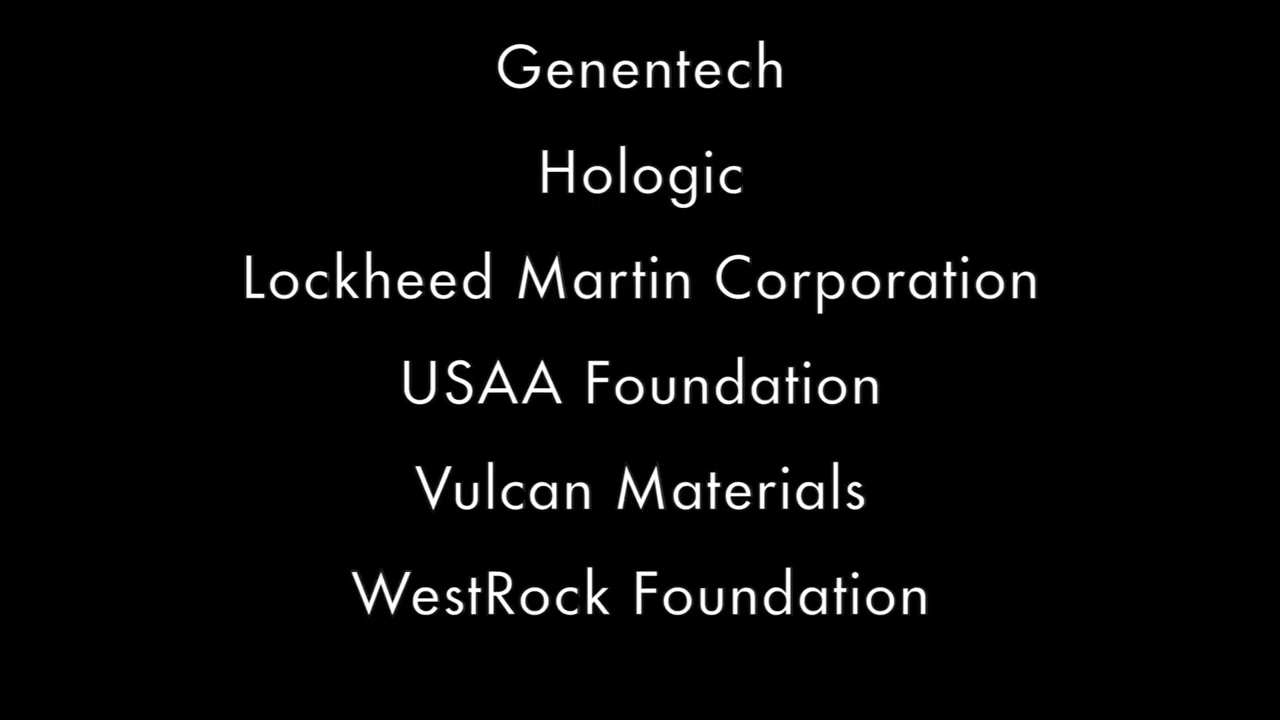 Genentech
Hologic
Lockheed Martin Corporation
USAA Foundation
Vulcan Materials
WestRock Foundation